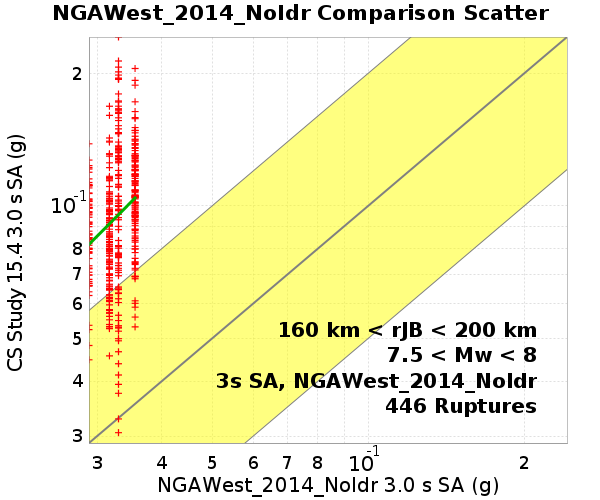 NGAWest_2014_NoIdr Comparison Scatter
CS Study 15.4 3.0 s SA (g)
2
10-1
8
7
6
5
4
3
160 km < rJB < 200 km
7.5 < Mw < 8
3s SA, NGAWest_2014_NoIdr
446 Ruptures
3 4 5 6 7 8 10-1 2
NGAWest_2014_NoIdr 3.0 s SA (g)